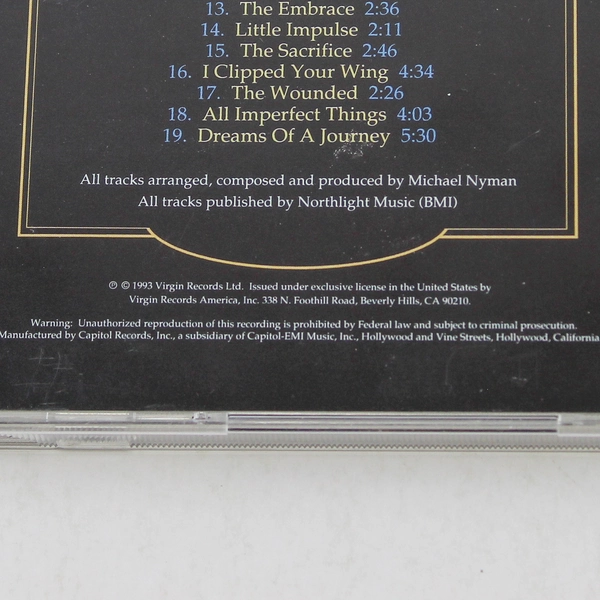 13. The Embrace 2:36
14. Little Impulse 2:11
15. The Sacrifice 2:46
16. I Clipped Your Wing 4:34
17. The Wounded 2:26
18. All Imperfect Things 4:03
19. Dreams Of A Journey 5:30
All tracks arranged, composed and produced by Michael Nyman
All tracks published by Northlight Music (BMI)
℗ © 1993 Virgin Records Ltd. Issued under exclusive license in the United States by
Virgin Records America, Inc. 338 N. Foothill Road, Beverly Hills, CA 90210.
Warning: Unauthorized reproduction of this recording is prohibited by Federal law and subject to criminal prosecution.
Manufactured by Capitol Records, Inc., a subsidiary of Capitol-EMI Music, Inc., Hollywood and Vine Streets, Hollywood, California